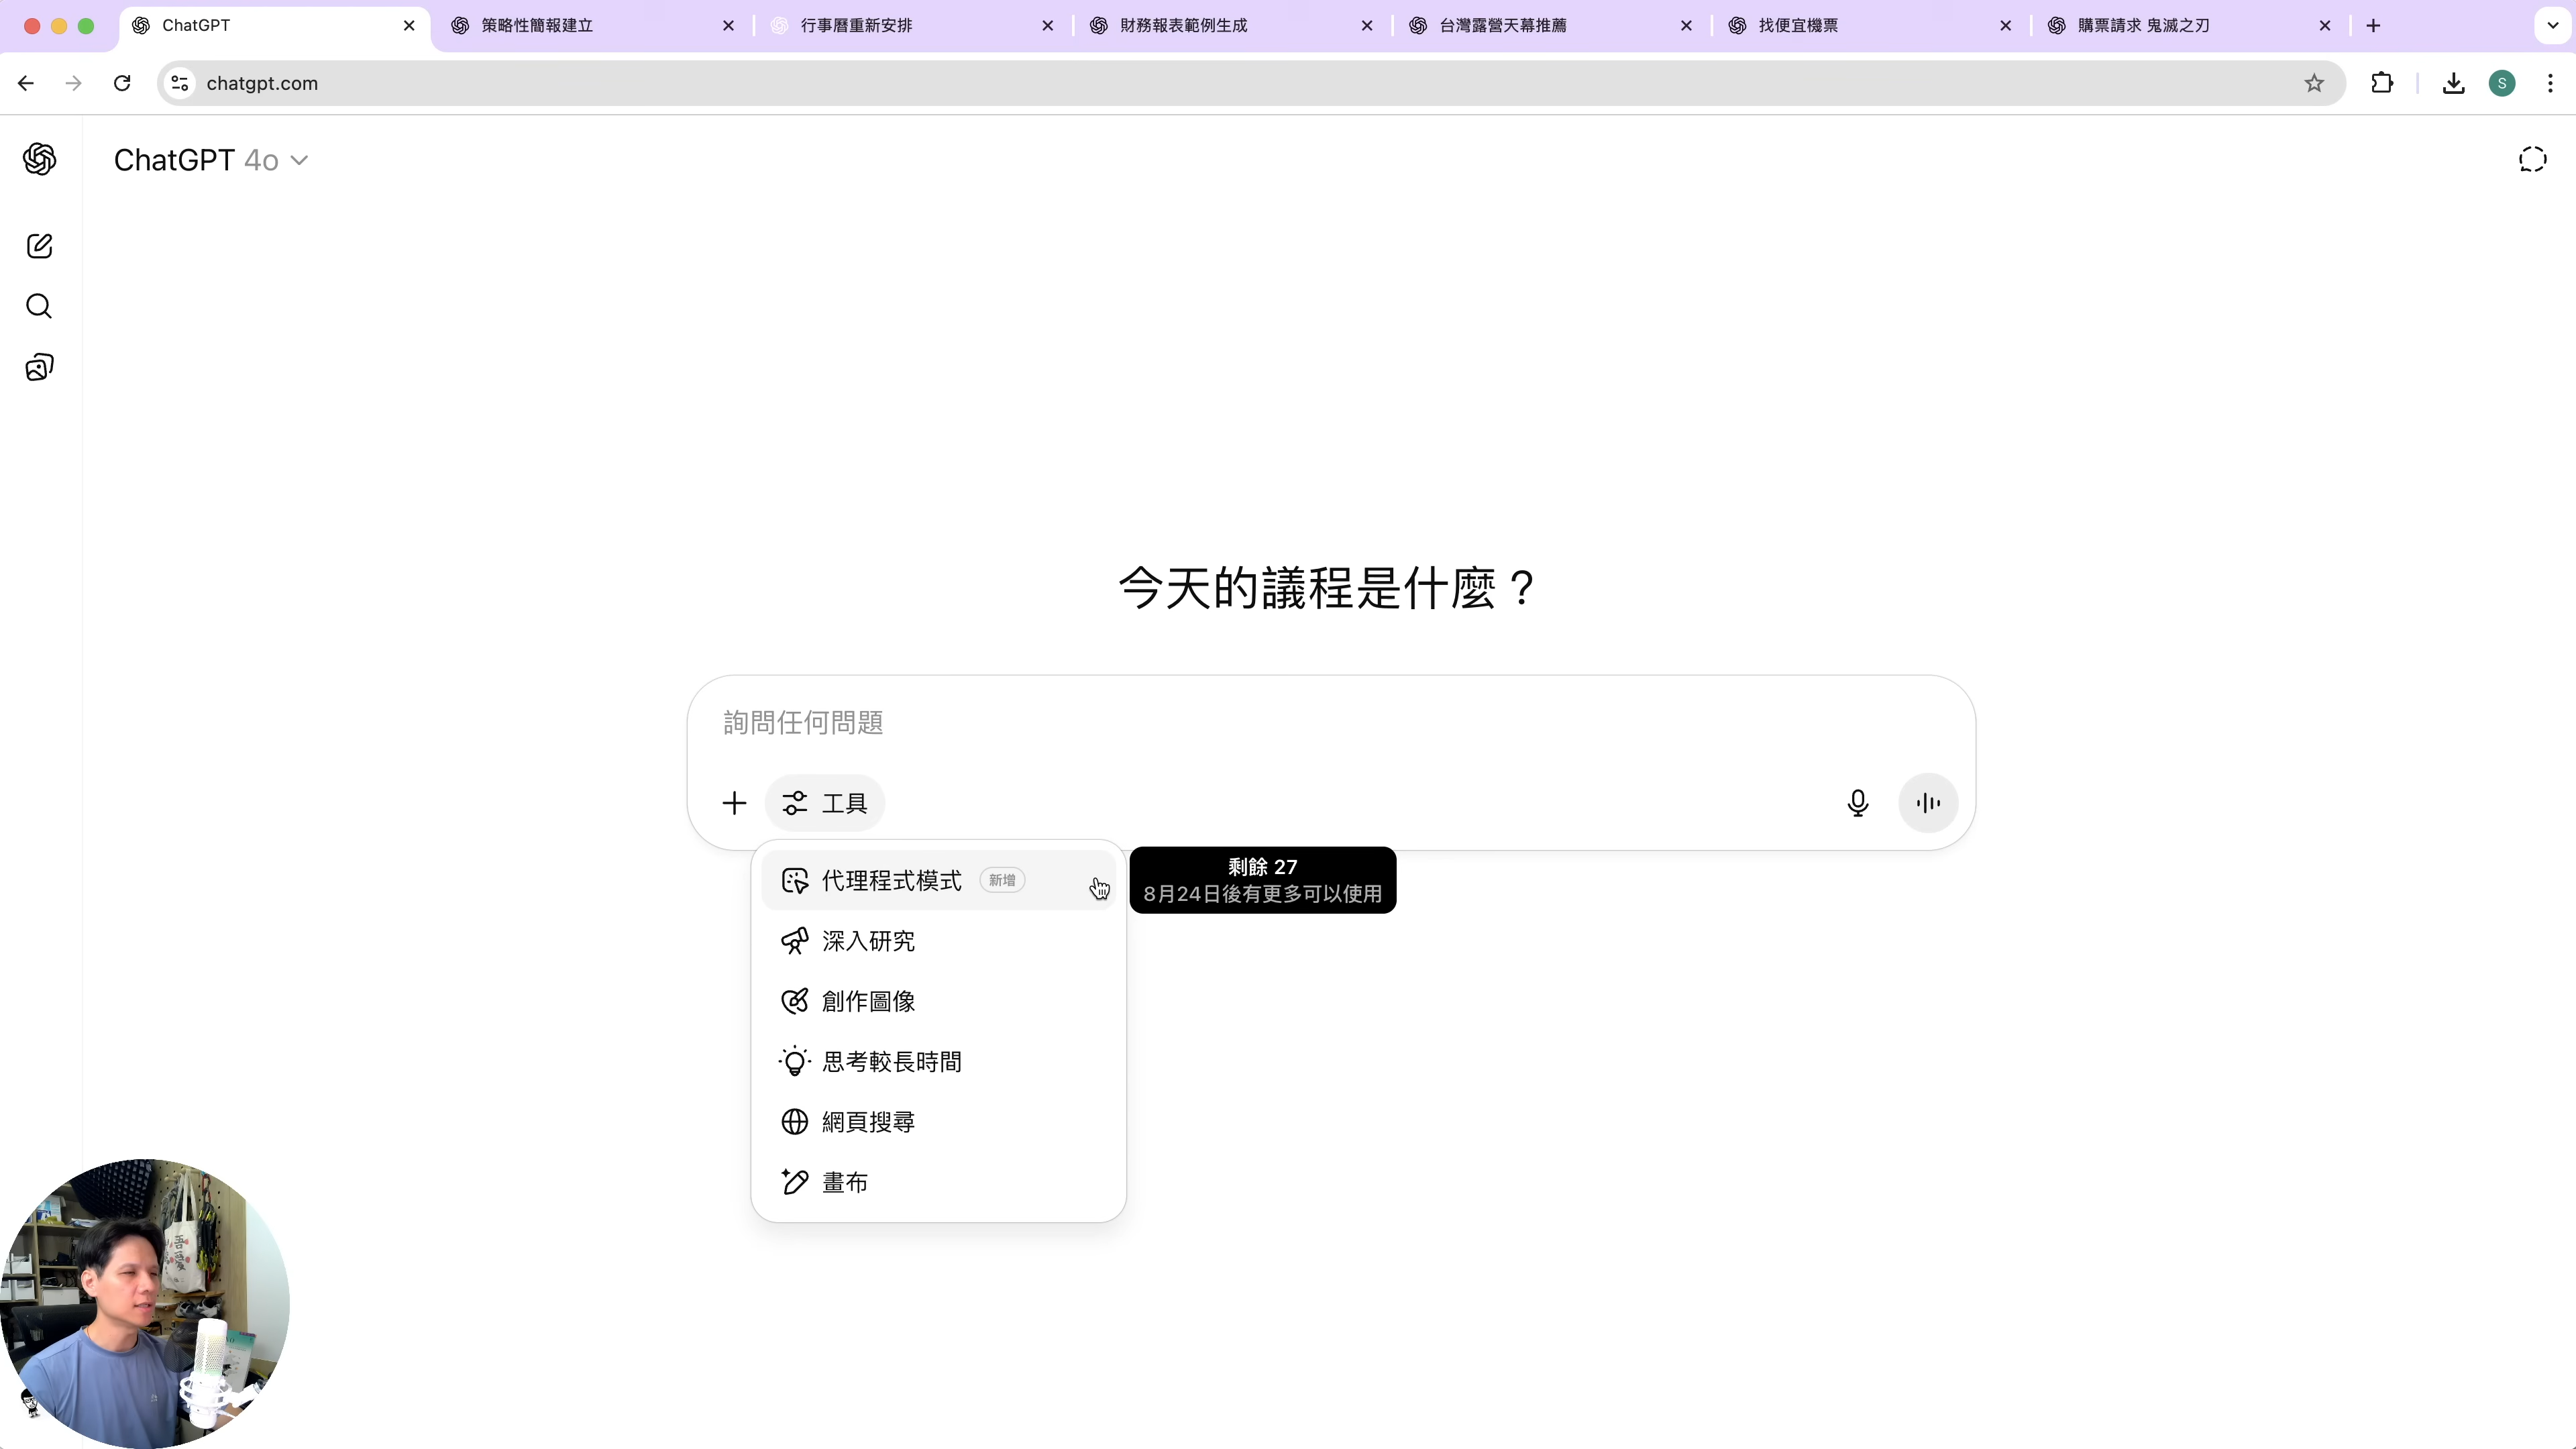 ChatGPT
策略性簡報建立
行事曆重新安排
財務報表範例生成
台灣露營天幕推薦
找便宜機票
購票請求 鬼滅之刃
chatgpt.com
S
ChatGPT 4o
今天的議程是什麼？
詢問任何問題
工具
代理程式模式 新增
剩餘 27
8月24日後有更多可以使用
深入研究
創作圖像
思考較長時間
網頁搜尋
畫布